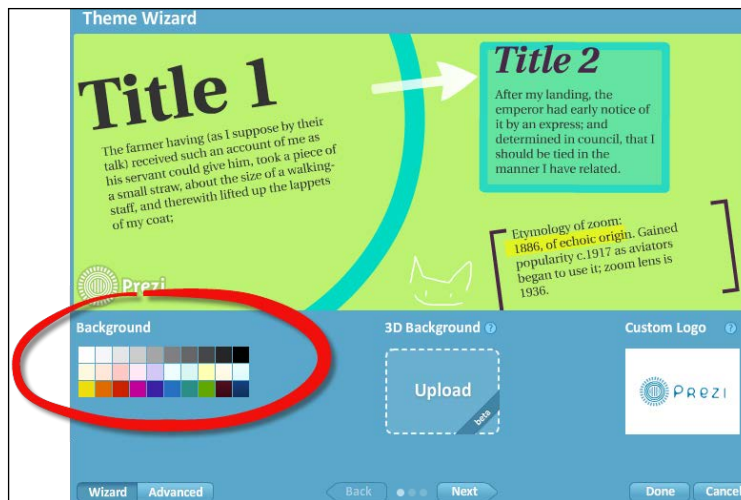 Theme Wizard
Title 1
The farmer having (as I suppose by their
talk) received such an account of me as
his servant could give him, took a piece of
a small straw, about the size of a walking-
staff, and therewith lifted up the lappets
of my coat;
Title 2
After my landing, the
emperor had early notice of
it by an express; and
determined in council, that I
should be tied in the
manner I have related.
Etymology of zoom:
1886, of echoic origin. Gained
popularity c.1917 as aviators
began to use it; zoom lens is
1936.
Prezi
Background
3D Background ?
Upload
beta
Custom Logo ?
PREZI
Wizard
Advanced
Back
Next
Done
Cancel